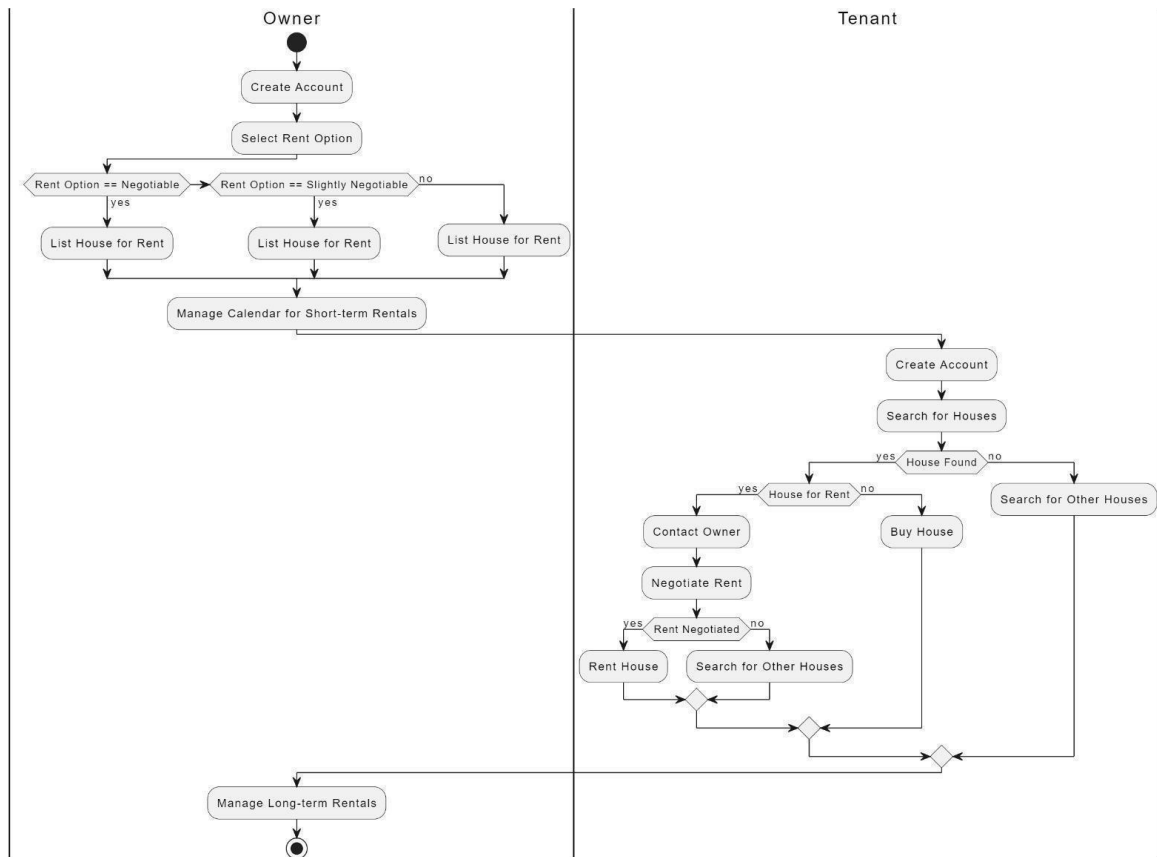 Owner
Tenant
Create Account
Select Rent Option
Rent Option == Negotiable
Rent Option == Slightly Negotiable
no
yes
yes
List House for Rent
List House for Rent
List House for Rent
Manage Calendar for Short-term Rentals
Create Account
Search for Houses
yes
House Found
no
yes
House for Rent
no
Search for Other Houses
Contact Owner
Buy House
Negotiate Rent
yes
Rent Negotiated
no
Rent House
Search for Other Houses
Manage Long-term Rentals